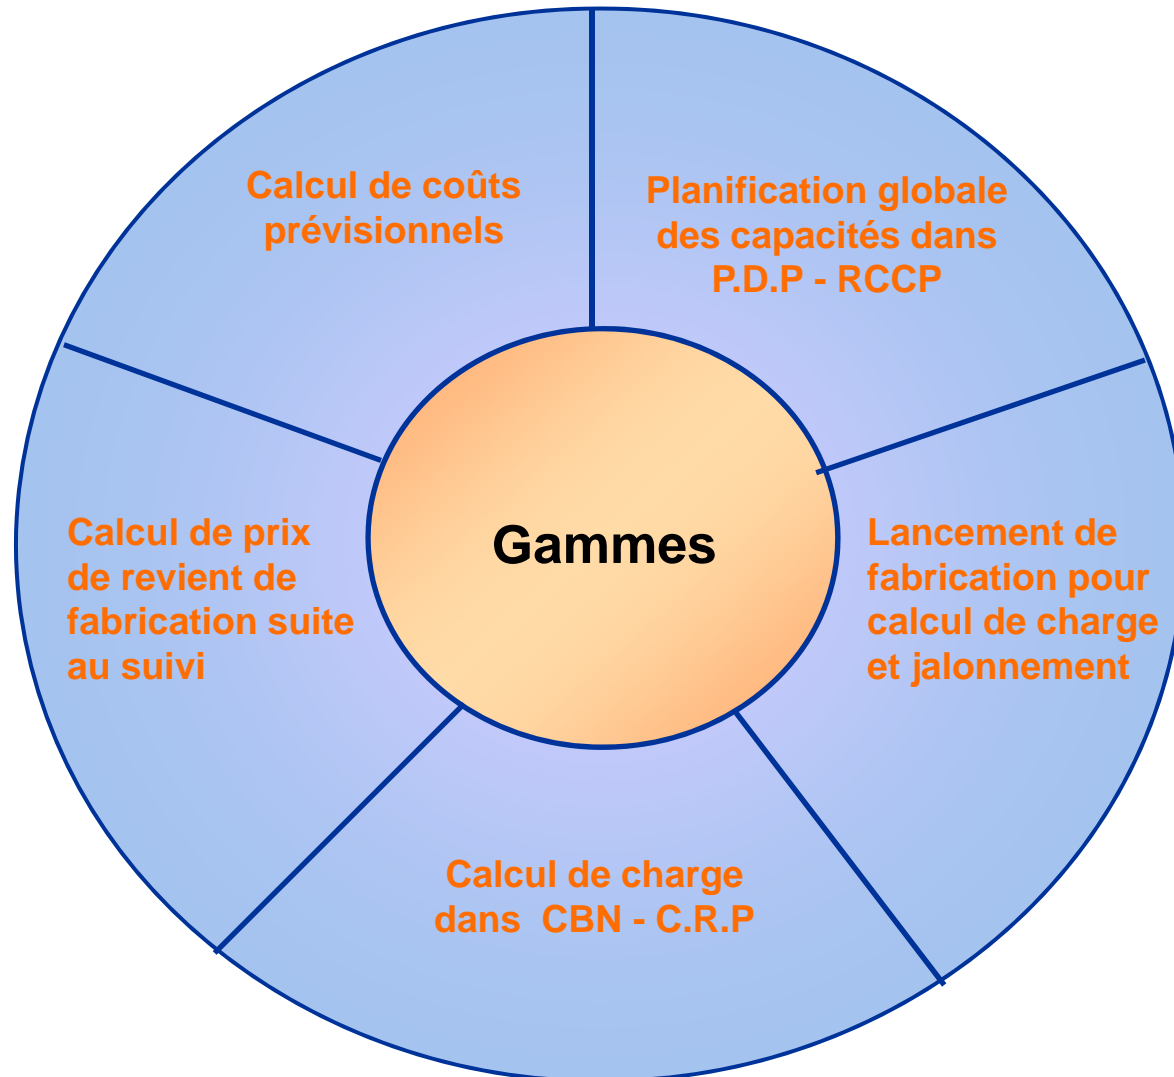 Calcul de coûts
prévisionnels
Planification globale
des capacités dans
P.D.P - RCCP
Calcul de prix
de revient de
fabrication suite
au suivi
Gammes
Lancement de
fabrication pour
calcul de charge
et jalonnement
Calcul de charge
dans  CBN - C.R.P